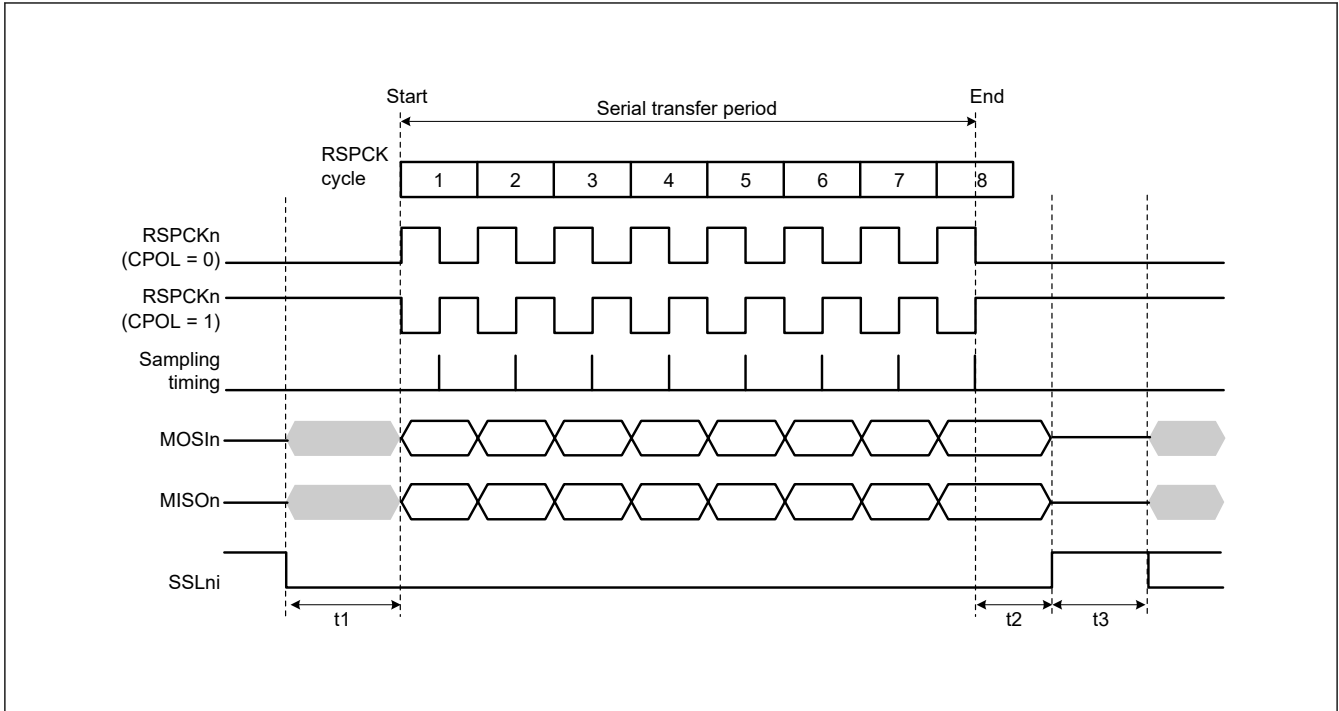 Start
End
Serial transfer period
RSPCK
cycle
1 2 3 4 5 6 7 8
RSPCKn
(CPOL = 0)
RSPCKn
(CPOL = 1)
Sampling
timing
MOSIn
MISOn
SSLni
t1
t2
t3